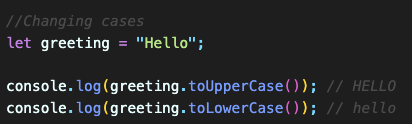 //Changing cases
let greeting = "Hello";
console.log(greeting.toUpperCase()); // HELLO
console.log(greeting.toLowerCase()); // hello